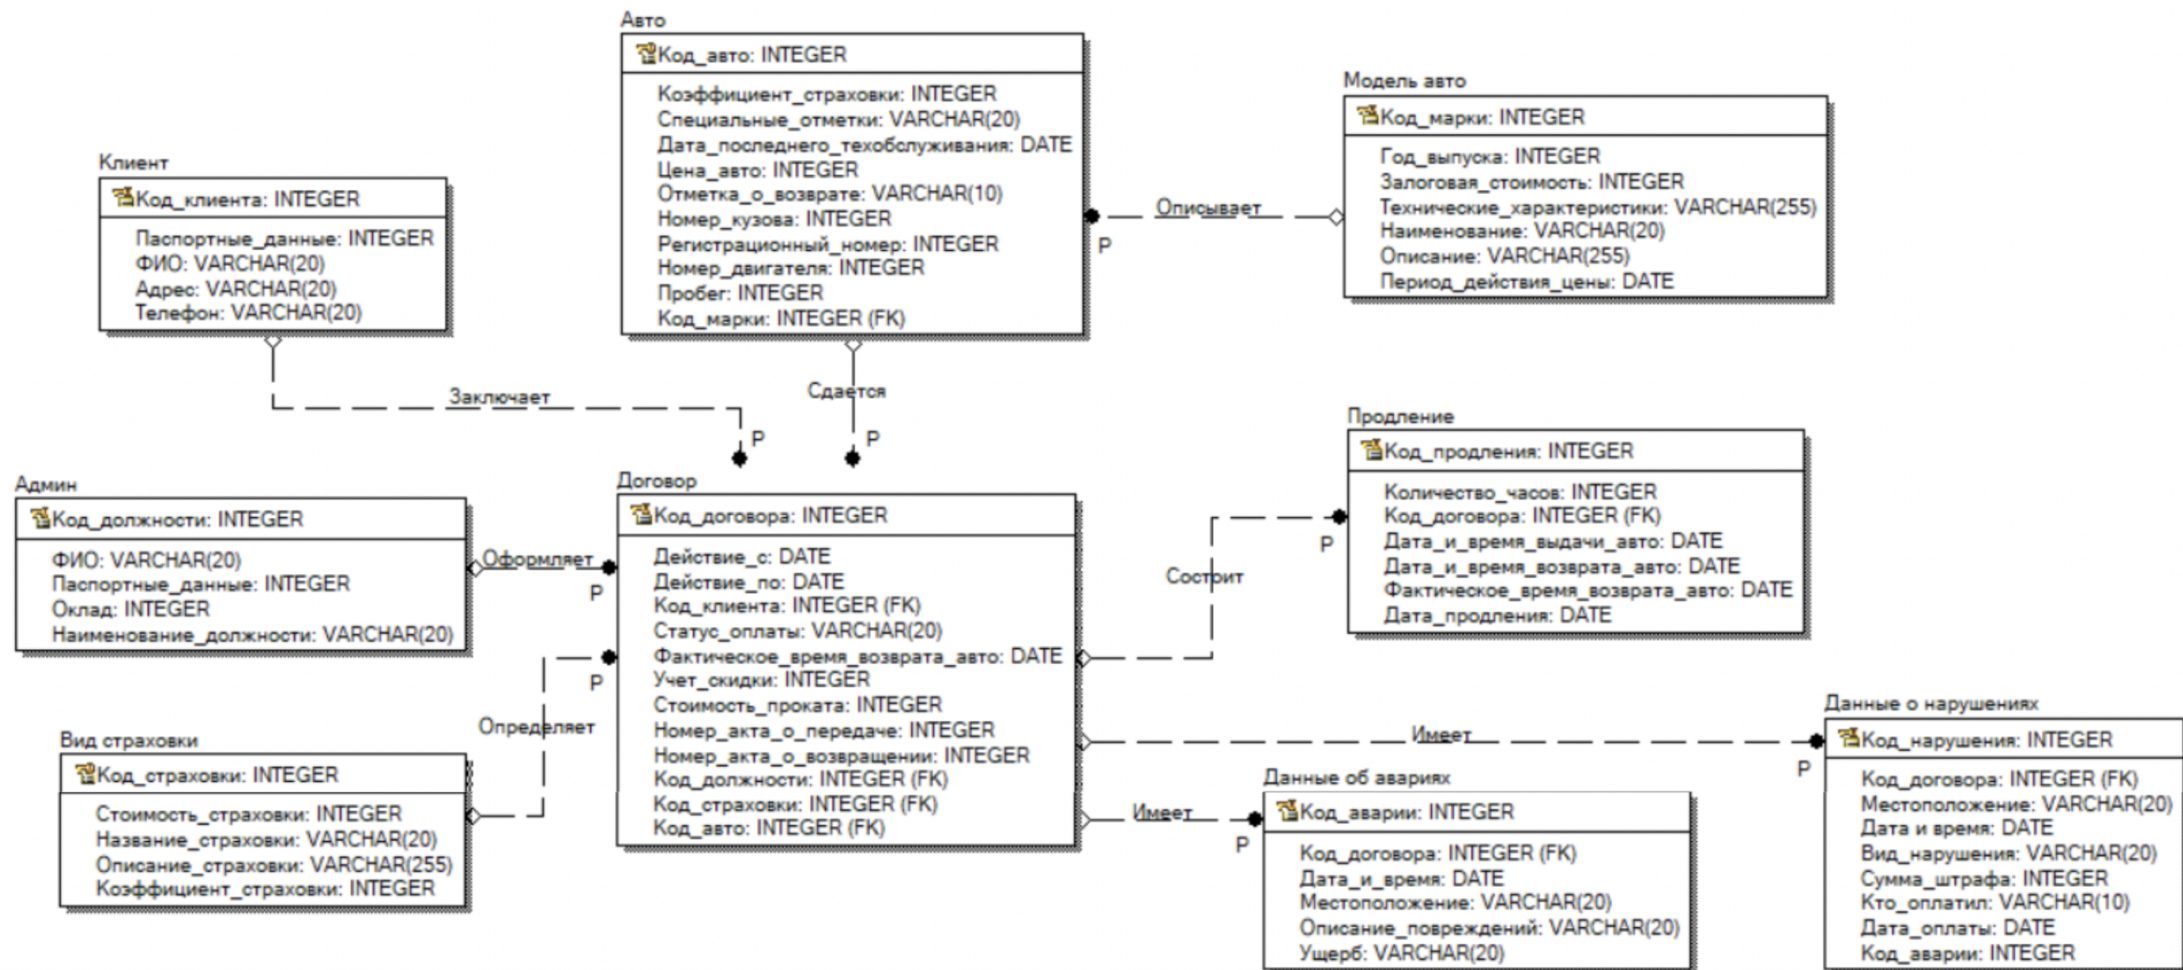 Авто
Код_авто: INTEGER
Коэффициент_страховки: INTEGER
Специальные_отметки: VARCHAR(20)
Дата_последнего_техобслуживания: DATE
Цена_авто: INTEGER
Отметка_о_возврате: VARCHAR(10)
Номер_кузова: INTEGER
Регистрационный_номер: INTEGER
Номер_двигателя: INTEGER
Пробег: INTEGER
Код_марки: INTEGER (FK)
Модель авто
Код_марки: INTEGER
Год_выпуска: INTEGER
Залоговая_стоимость: INTEGER
Технические_характеристики: VARCHAR(255)
Наименование: VARCHAR(20)
Описание: VARCHAR(255)
Период_действия_цены: DATE
Описывает
P
Клиент
Код_клиента: INTEGER
Паспортные_данные: INTEGER
ФИО: VARCHAR(20)
Адрес: VARCHAR(20)
Телефон: VARCHAR(20)
Заключает
P
Сдается
P
Админ
Код_должности: INTEGER
ФИО: VARCHAR(20)
Паспортные_данные: INTEGER
Оклад: INTEGER
Наименование_должности: VARCHAR(20)
Оформляет
P
Договор
Код_договора: INTEGER
Действие_с: DATE
Действие_по: DATE
Код_клиента: INTEGER (FK)
Статус_оплаты: VARCHAR(20)
Фактическое_время_возврата_авто: DATE
Учет_скидки: INTEGER
Стоимость_проката: INTEGER
Номер_акта_о_передаче: INTEGER
Номер_акта_о_возвращении: INTEGER
Код_должности: INTEGER (FK)
Код_страховки: INTEGER (FK)
Код_авто: INTEGER (FK)
Продление
Код_продления: INTEGER
Количество_часов: INTEGER
Код_договора: INTEGER (FK)
Дата_и_время_выдачи_авто: DATE
Дата_и_время_возврата_авто: DATE
Фактическое_время_возврата_авто: DATE
Дата_продления: DATE
Состоит
P
Определяет
P
Вид страховки
Код_страховки: INTEGER
Стоимость_страховки: INTEGER
Название_страховки: VARCHAR(20)
Описание_страховки: VARCHAR(255)
Коэффициент_страховки: INTEGER
Имеет
P
Имеет
P
Данные об авариях
Код_аварии: INTEGER
Код_договора: INTEGER (FK)
Дата_и_время: DATE
Местоположение: VARCHAR(20)
Описание_повреждений: VARCHAR(20)
Ущерб: VARCHAR(20)
Данные о нарушениях
Код_нарушения: INTEGER
Код_договора: INTEGER (FK)
Местоположение: VARCHAR(20)
Дата и время: DATE
Вид_нарушения: VARCHAR(20)
Сумма_штрафа: INTEGER
Кто_оплатил: VARCHAR(10)
Дата_оплаты: DATE
Код_аварии: INTEGER